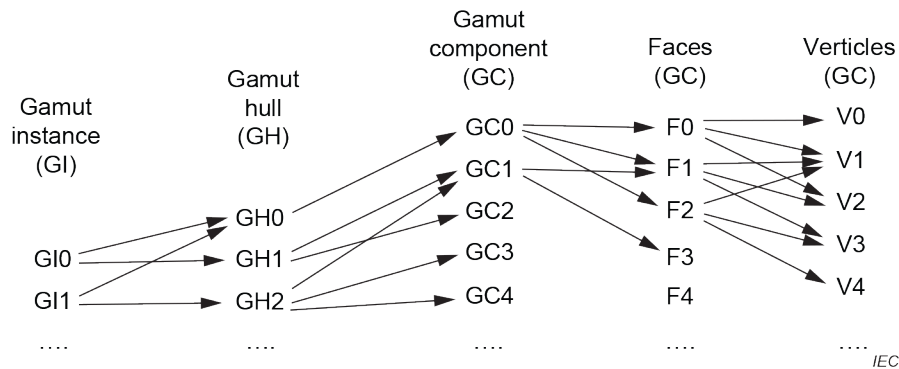 Gamut
instance
(GI)
GI0
GI1
....
Gamut
hull
(GH)
GH0
GH1
GH2
....
Gamut
component
(GC)
GC0
GC1
GC2
GC3
GC4
....
Faces
(GC)
F0
F1
F2
F3
F4
....
Verticles
(GC)
V0
V1
V2
V3
V4
....
IEC